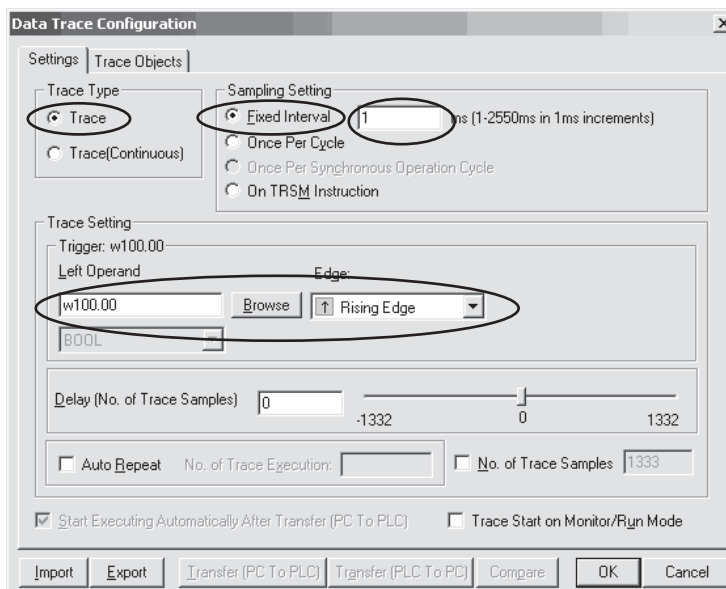 Data Trace Configuration
Settings Trace Objects
Trace Type
Trace
Trace(Continuous)
Sampling Setting
Fixed Interval 1 ms (1-2550ms in 1ms increments)
Once Per Cycle
Once Per Synchronous Operation Cycle
On TRSM Instruction
Trace Setting
Trigger: w100.00
Left Operand Edge:
w100.00 Browse Rising Edge
BOOL
Delay (No. of Trace Samples) 0
-1332 0 1332
Auto Repeat No. of Trace Execution: No. of Trace Samples 1333
Start Executing Automatically After Transfer (PC To PLC) Trace Start on Monitor/Run Mode
Import Export Transfer (PC To PLC) Transfer (PLC To PC) Compare OK Cancel